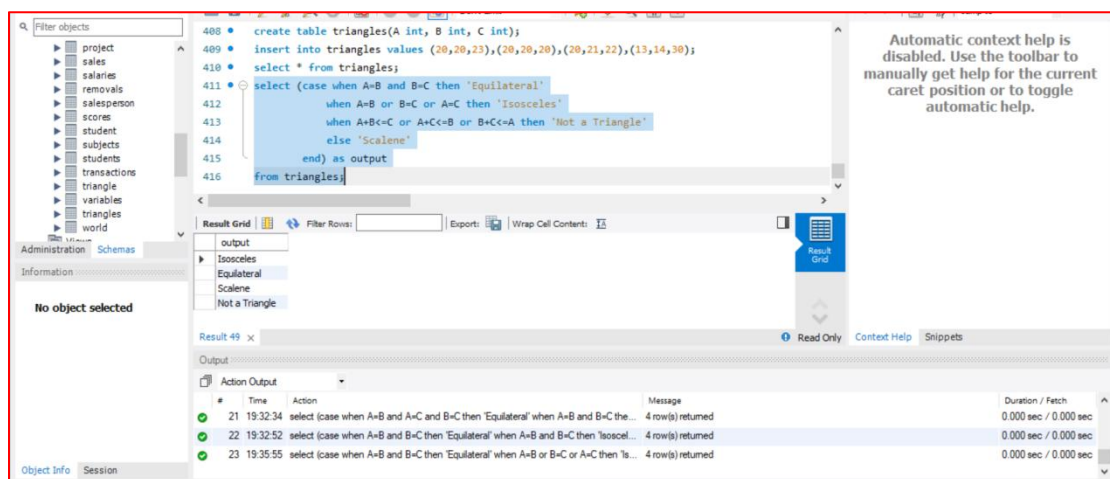 Filter objects
project
sales
salaries
removals
salesperson
scores
student
subjects
students
transactions
triangle
variables
triangles
world
Administration Schemas
Information
No object selected
Object Info Session
408 create table triangles(A int, B int, C int);
409 insert into triangles values (20,20,23),(20,20,20),(20,21,22),(13,14,30);
410 select * from triangles;
411 select (case when A=B and B=C then 'Equilateral'
412 when A=B or B=C or A=C then 'Isosceles'
413 when A+B<=C or A+C<=B or B+C<=A then 'Not a Triangle'
414 else 'Scalene'
415 end) as output
416 from triangles;
Result Grid Filter Rows: Export: Wrap Cell Content: IA
output
Isosceles
Equilateral
Scalene
Not a Triangle
Result Grid
Result 49 ×
Read Only
Automatic context help is
disabled. Use the toolbar to
manually get help for the current
caret position or to toggle
automatic help.
Context Help Snippets
Output
Action Output
# Time Action Message Duration / Fetch
21 19:32:34 select (case when A=B and A=C and B=C then 'Equilateral' when A=B and B=C the... 4 row(s) returned 0.000 sec / 0.000 sec
22 19:32:52 select (case when A=B and B=C then 'Equilateral' when A=B and B=C then 'Isoscel... 4 row(s) returned 0.000 sec / 0.000 sec
23 19:35:55 select (case when A=B and B=C then 'Equilateral' when A=B or B=C or A=C then 'Is... 4 row(s) returned 0.000 sec / 0.000 sec